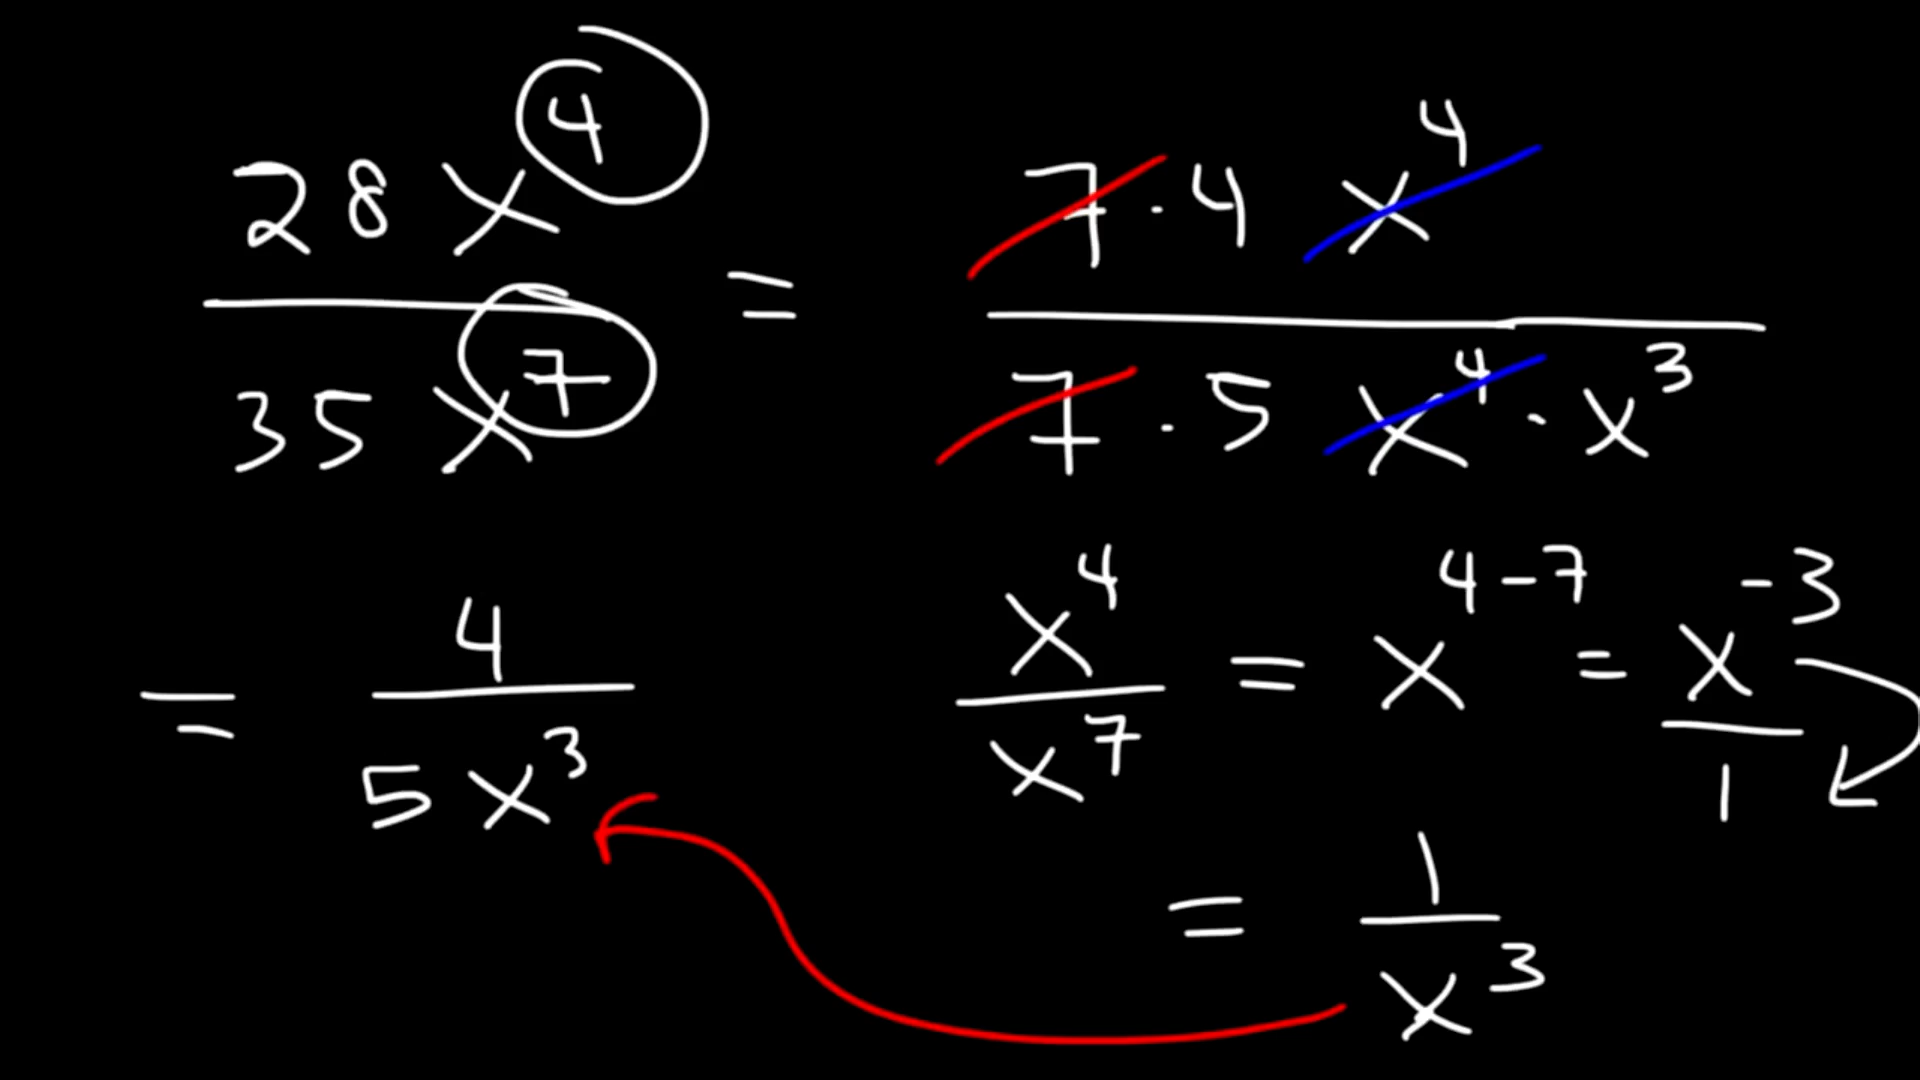 28x^4 / 35x^7 = 7·4 x^4 / 7·5 x^4·x^3
= 4 / 5x^3
x^4 / x^7 = x^4-7 = x^-3 / 1
= 1 / x^3